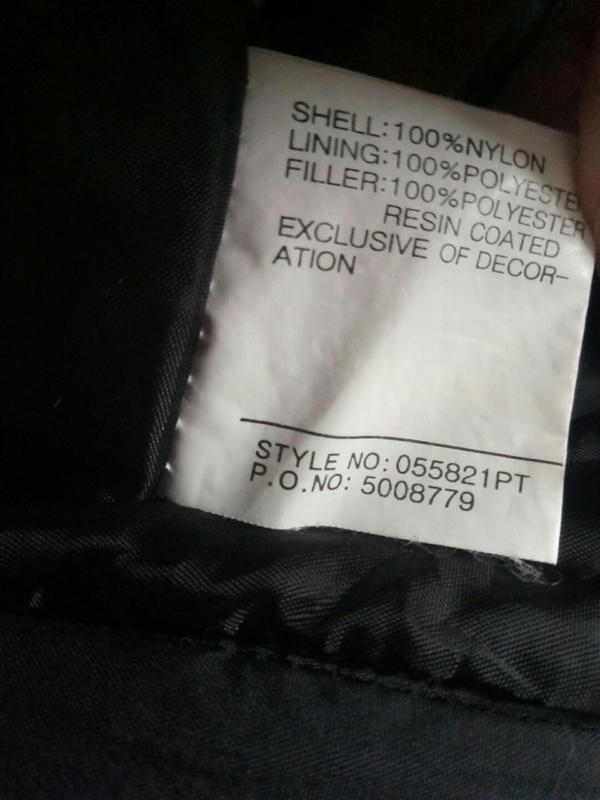 SHELL:100%NYLON
LINING:100%POLYESTE
FILLER:100%POLYESTER
RESIN COATED
EXCLUSIVE OF DECOR-
ATION
STYLE NO:055821PT
P.O.NO: 5008779